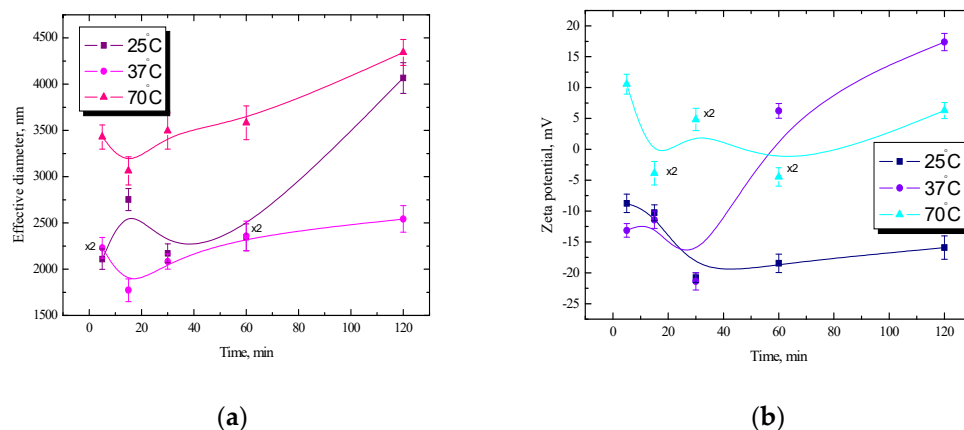 4500
4000
3500
3000
2500
2000
1500
Effective diameter, nm
25°C
37°C
70°C
x2
x2
0 20 40 60 80 100 120
Time, min
(a)
25
20
15
10
5
0
-5
-10
-15
-20
-25
Zeta potential, mV
x2
x2
x2
25°C
37°C
70°C
0 20 40 60 80 100 120
Time, min
(b)